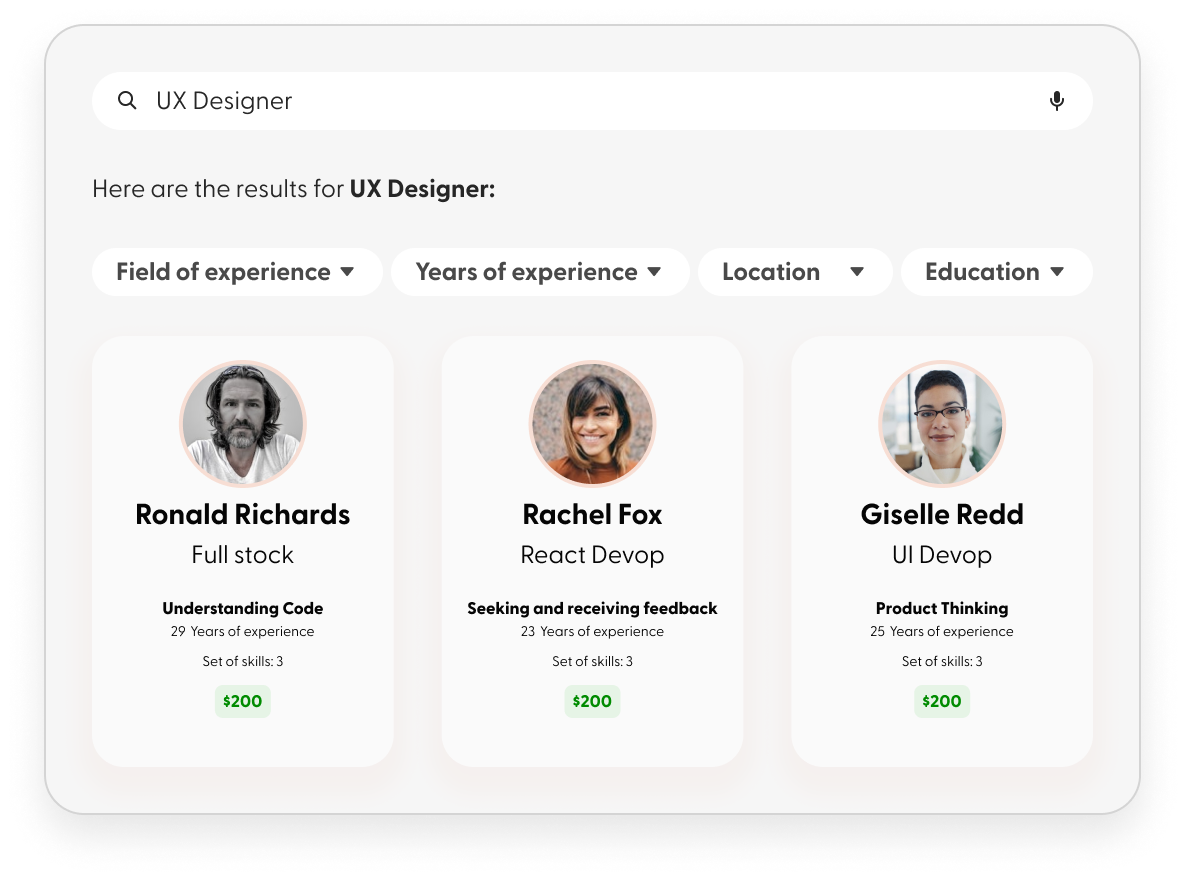 UX Designer
Here are the results for UX Designer:
Field of experience
Years of experience
Location
Education
Ronald Richards
Full stock
Understanding Code
29 Years of experience
Set of skills: 3
$200
Rachel Fox
React Devop
Seeking and receiving feedback
23 Years of experience
Set of skills: 3
$200
Giselle Redd
UI Devop
Product Thinking
25 Years of experience
Set of skills: 3
$200